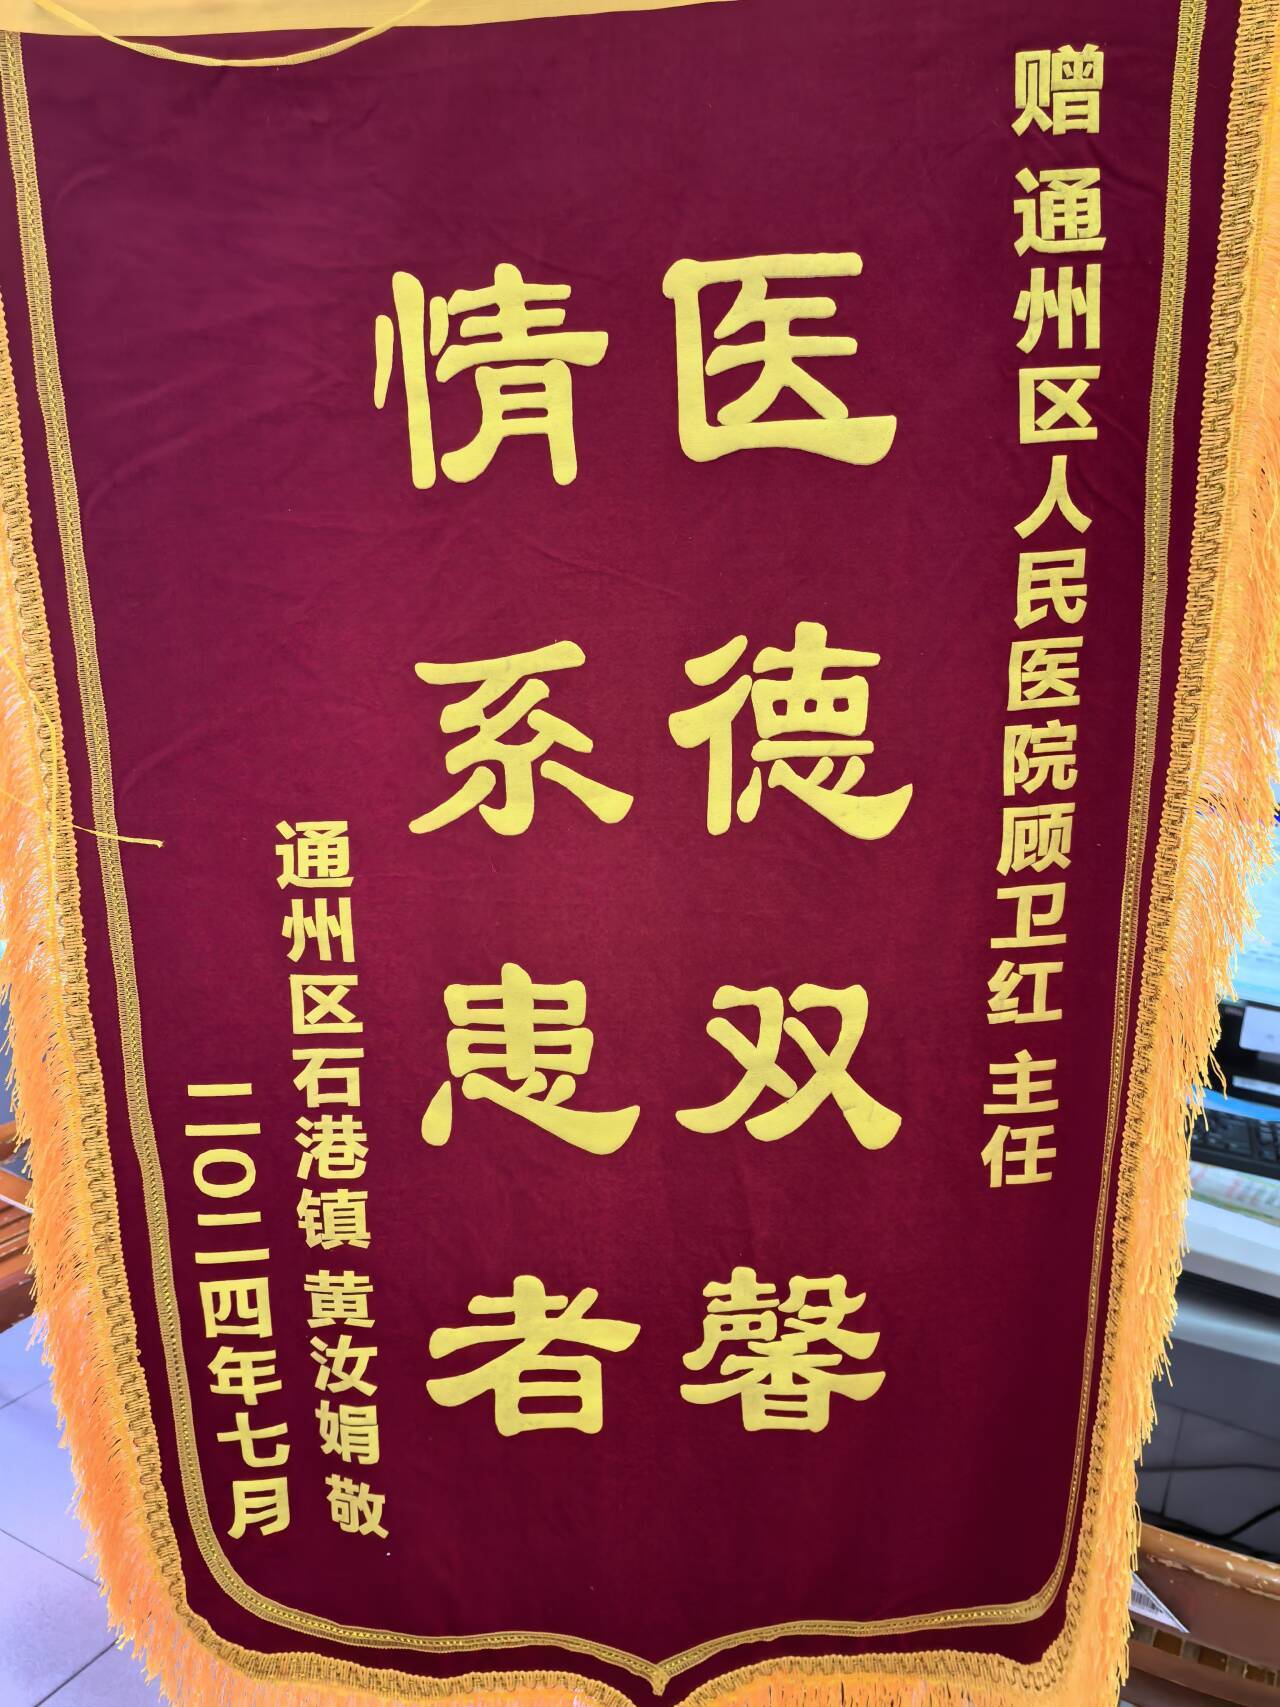 赠 通州区人民医院顾卫红 主任
医德双馨
情系患者
通州区石港镇 黄汝娟 敬
二〇二四年七月